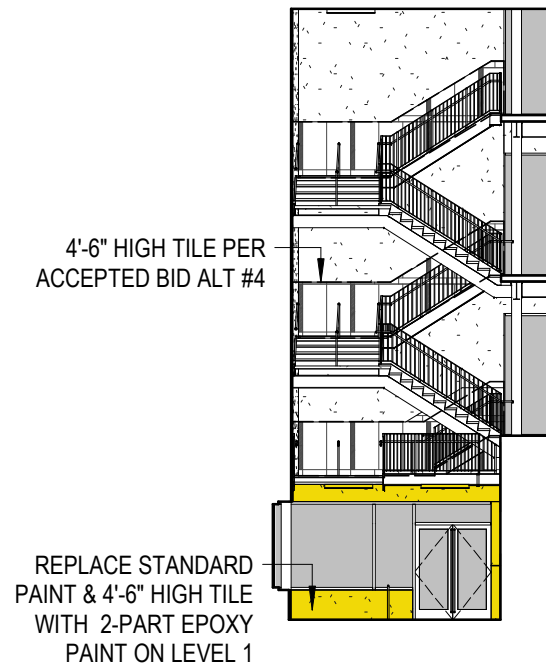 4'-6" HIGH TILE PER
ACCEPTED BID ALT #4
REPLACE STANDARD
PAINT & 4'-6" HIGH TILE
WITH 2-PART EPOXY
PAINT ON LEVEL 1